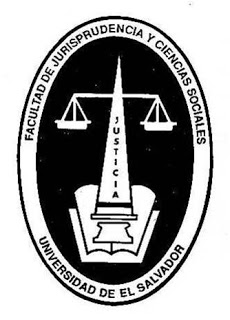 FACULTAD DE JURISPRUDENCIA Y CIENCIAS SOCIALES
JUSTICIA
UNIVERSIDAD DE EL SALVADOR